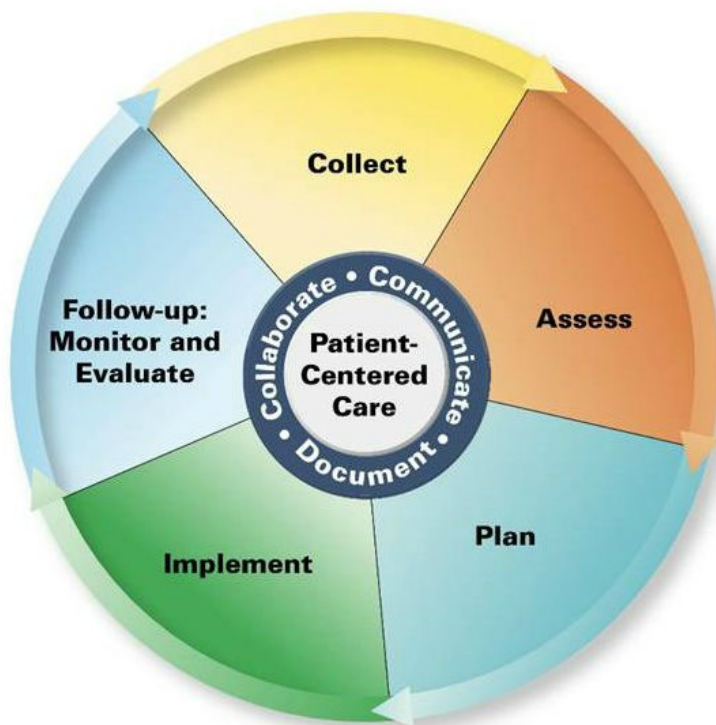 Collect
Assess
Plan
Implement
Follow-up:
Monitor and
Evaluate
Collaborate • Communicate • Document •
Patient-
Centered
Care